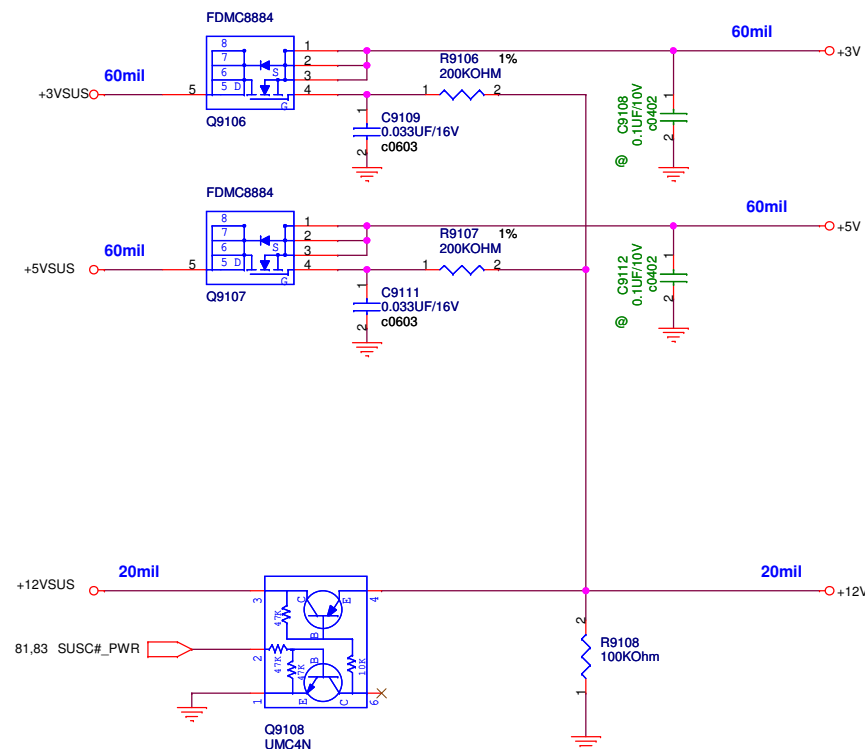 FDMC8884
8
7
6
5 D
S
G
1
2
3
4
5
60mil
+3VSUS
Q9106
R9106 1%
200KOHM
1
2
60mil
+3V
1
C9109
0.033UF/16V
c0603
2
1
2
C9108
0.1UF/10V
c0402
@
FDMC8884
8
7
6
5 D
S
G
1
2
3
4
5
60mil
+5VSUS
Q9107
R9107 1%
200KOHM
1
2
60mil
+5V
1
C9111
0.033UF/16V
c0603
2
1
2
C9112
0.1UF/10V
c0402
@
+12VSUS
20mil
3
C
E
B
4
20mil
+12V
47K
81,83 SUSC#_PWR
2
47K
47K
B
10K
1
E
C
6
Q9108
UMC4N
2
R9108
100KOhm
1